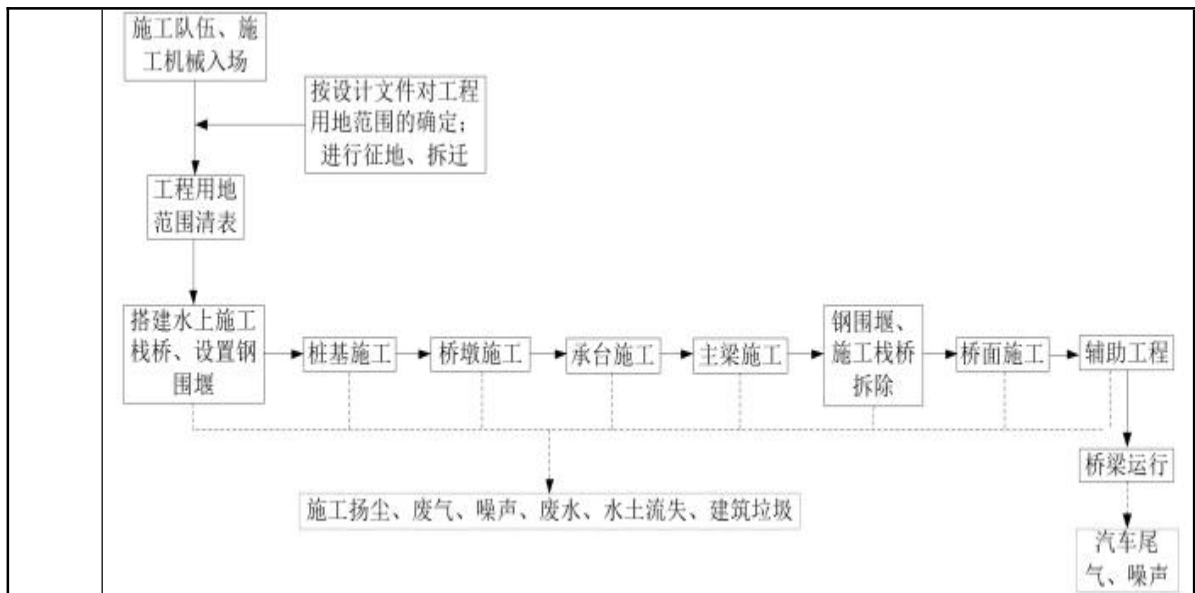 施工队伍、施
工机械入场
按设计文件对工程
用地范围的确定；
进行征地、拆迁
工程用地
范围清表
搭建水上施工
栈桥、设置钢
围堰
桩基施工
桥墩施工
承台施工
主梁施工
钢围堰、
施工栈桥
拆除
桥面施工
辅助工程
桥梁运行
施工扬尘、废气、噪声、废水、水土流失、建筑垃圾
汽车尾
气、噪声